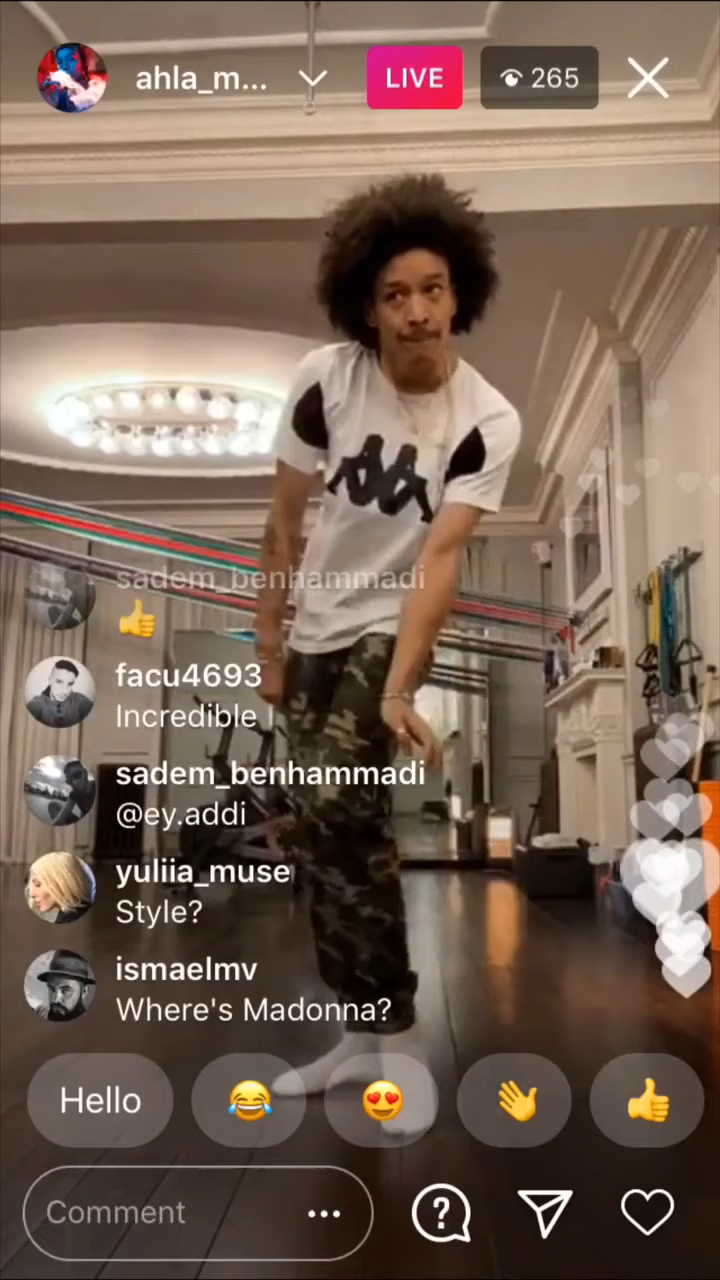 ahla_m...
LIVE
265
sadem_benhammadi
👍
facu4693
Incredible
sadem_benhammadi
@ey.addi
yuliia_muse
Style?
ismaelmv
Where's Madonna?
Hello 😂 😍 👋 👍
Comment ...
?